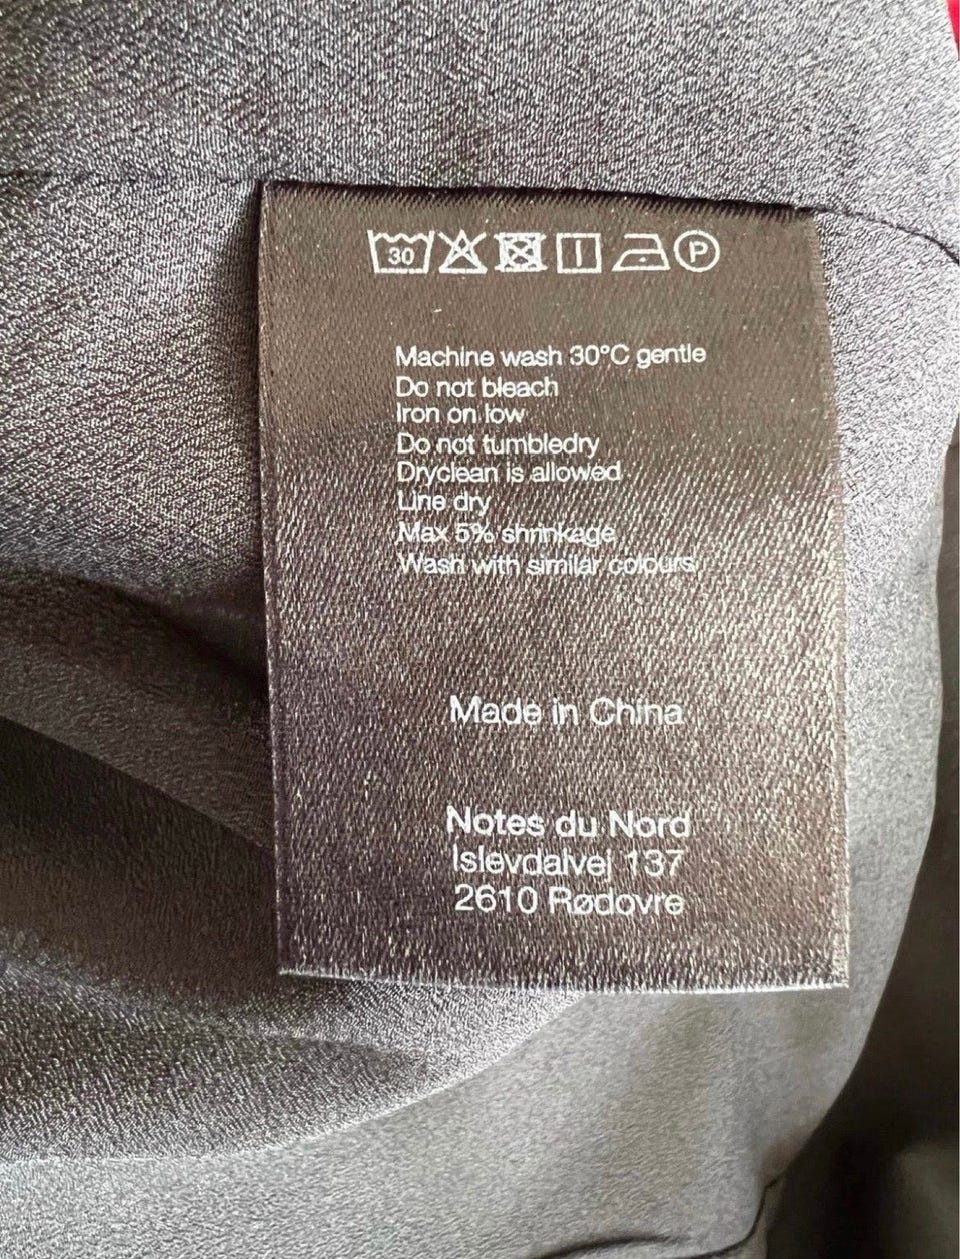 30 P
Machine wash 30°C gentle
Do not bleach
Iron on low
Do not tumbledry
Dryclean is allowed
Line dry
Max 5% shrinkage
Wash with similar colours
Made in China
Notes du Nord
Islevdalvej 137
2610 Rødovre